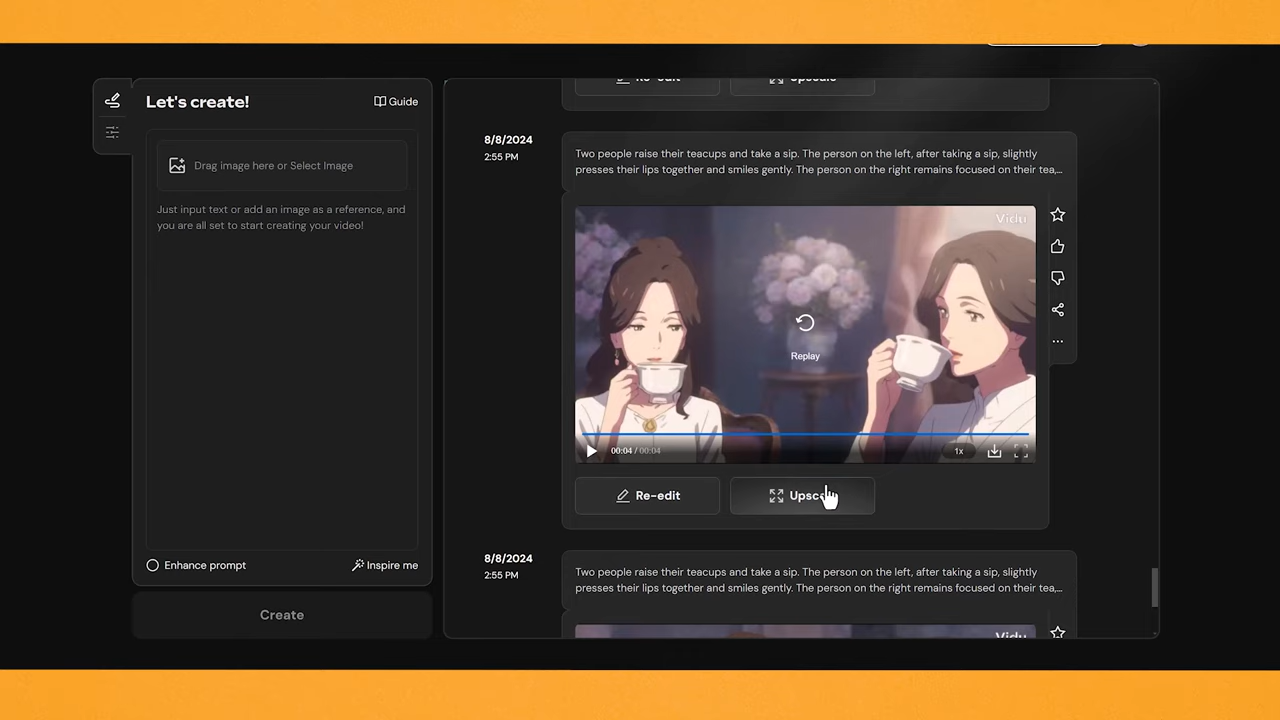 Let's create!
Guide
Drag image here or Select Image
Just input text or add an image as a reference, and
you are all set to start creating your video!
Enhance prompt
Inspire me
Create
Re-edit
Upscale
8/8/2024
2:55 PM
Two people raise their teacups and take a sip. The person on the left, after taking a sip, slightly
presses their lips together and smiles gently. The person on the right remains focused on their tea,...
Vidu
Replay
00:04 / 00:04
1x
Re-edit
Upsc
8/8/2024
2:55 PM
Two people raise their teacups and take a sip. The person on the left, after taking a sip, slightly
presses their lips together and smiles gently. The person on the right remains focused on their tea,...
Vidu